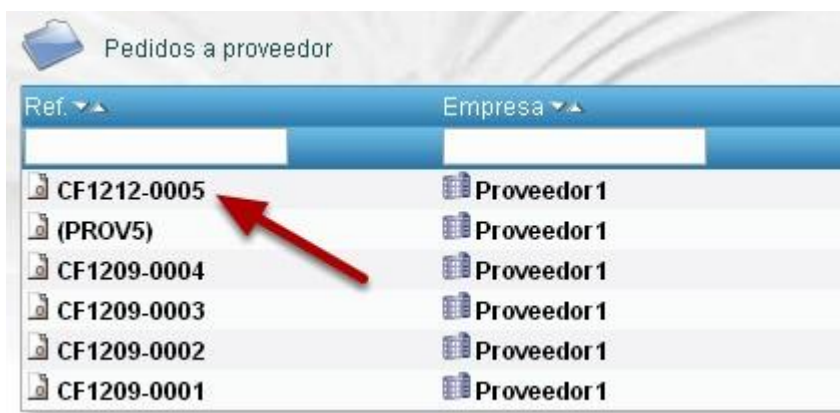 Pedidos a proveedor
Ref. Empresa
CF1212-0005 Proveedor1
(PROV5) Proveedor1
CF1209-0004 Proveedor1
CF1209-0003 Proveedor1
CF1209-0002 Proveedor1
CF1209-0001 Proveedor1